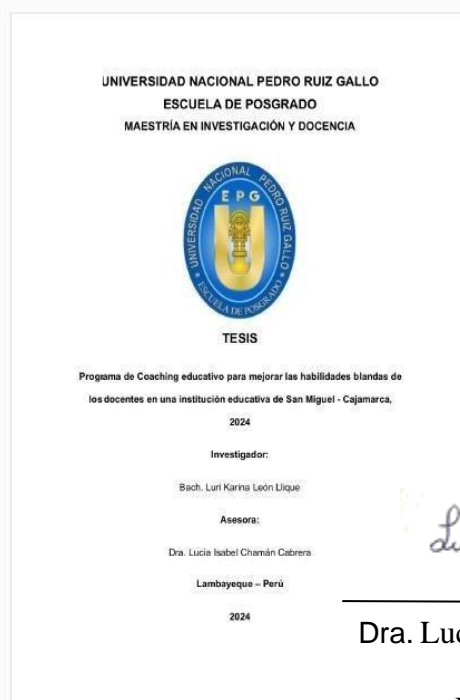 UNIVERSIDAD NACIONAL PEDRO RUIZ GALLO
ESCUELA DE POSGRADO
MAESTRÍA EN INVESTIGACIÓN Y DOCENCIA
UNIVERSIDAD NACIONAL PEDRO RUIZ GALLO
EPG
ESCUELA DE POSGRADO
TESIS
Programa de Coaching educativo para mejorar las habilidades blandas de
los docentes en una institución educativa de San Miguel - Cajamarca,
2024
Investigador:
Bach. Luri Karina León Llique
Asesora:
Dra. Lucia Isabel Chamán Cabrera
Lambayeque – Perú
2024
Dra. Luc